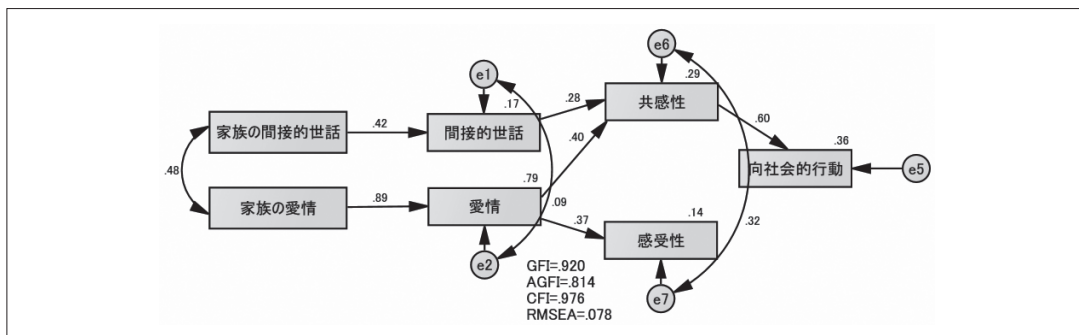 e6
.29
e1
.17
.28
共感性
家族の間接的世話
.42
間接的世話
.60
.40
.36
.48
向社会的行動
e5
.79
家族の愛情
.89
愛情
.09
.37
.14
感受性
.32
e2
GFI=.920
AGFI=.814
CFI=.976
RMSEA=.078
e7